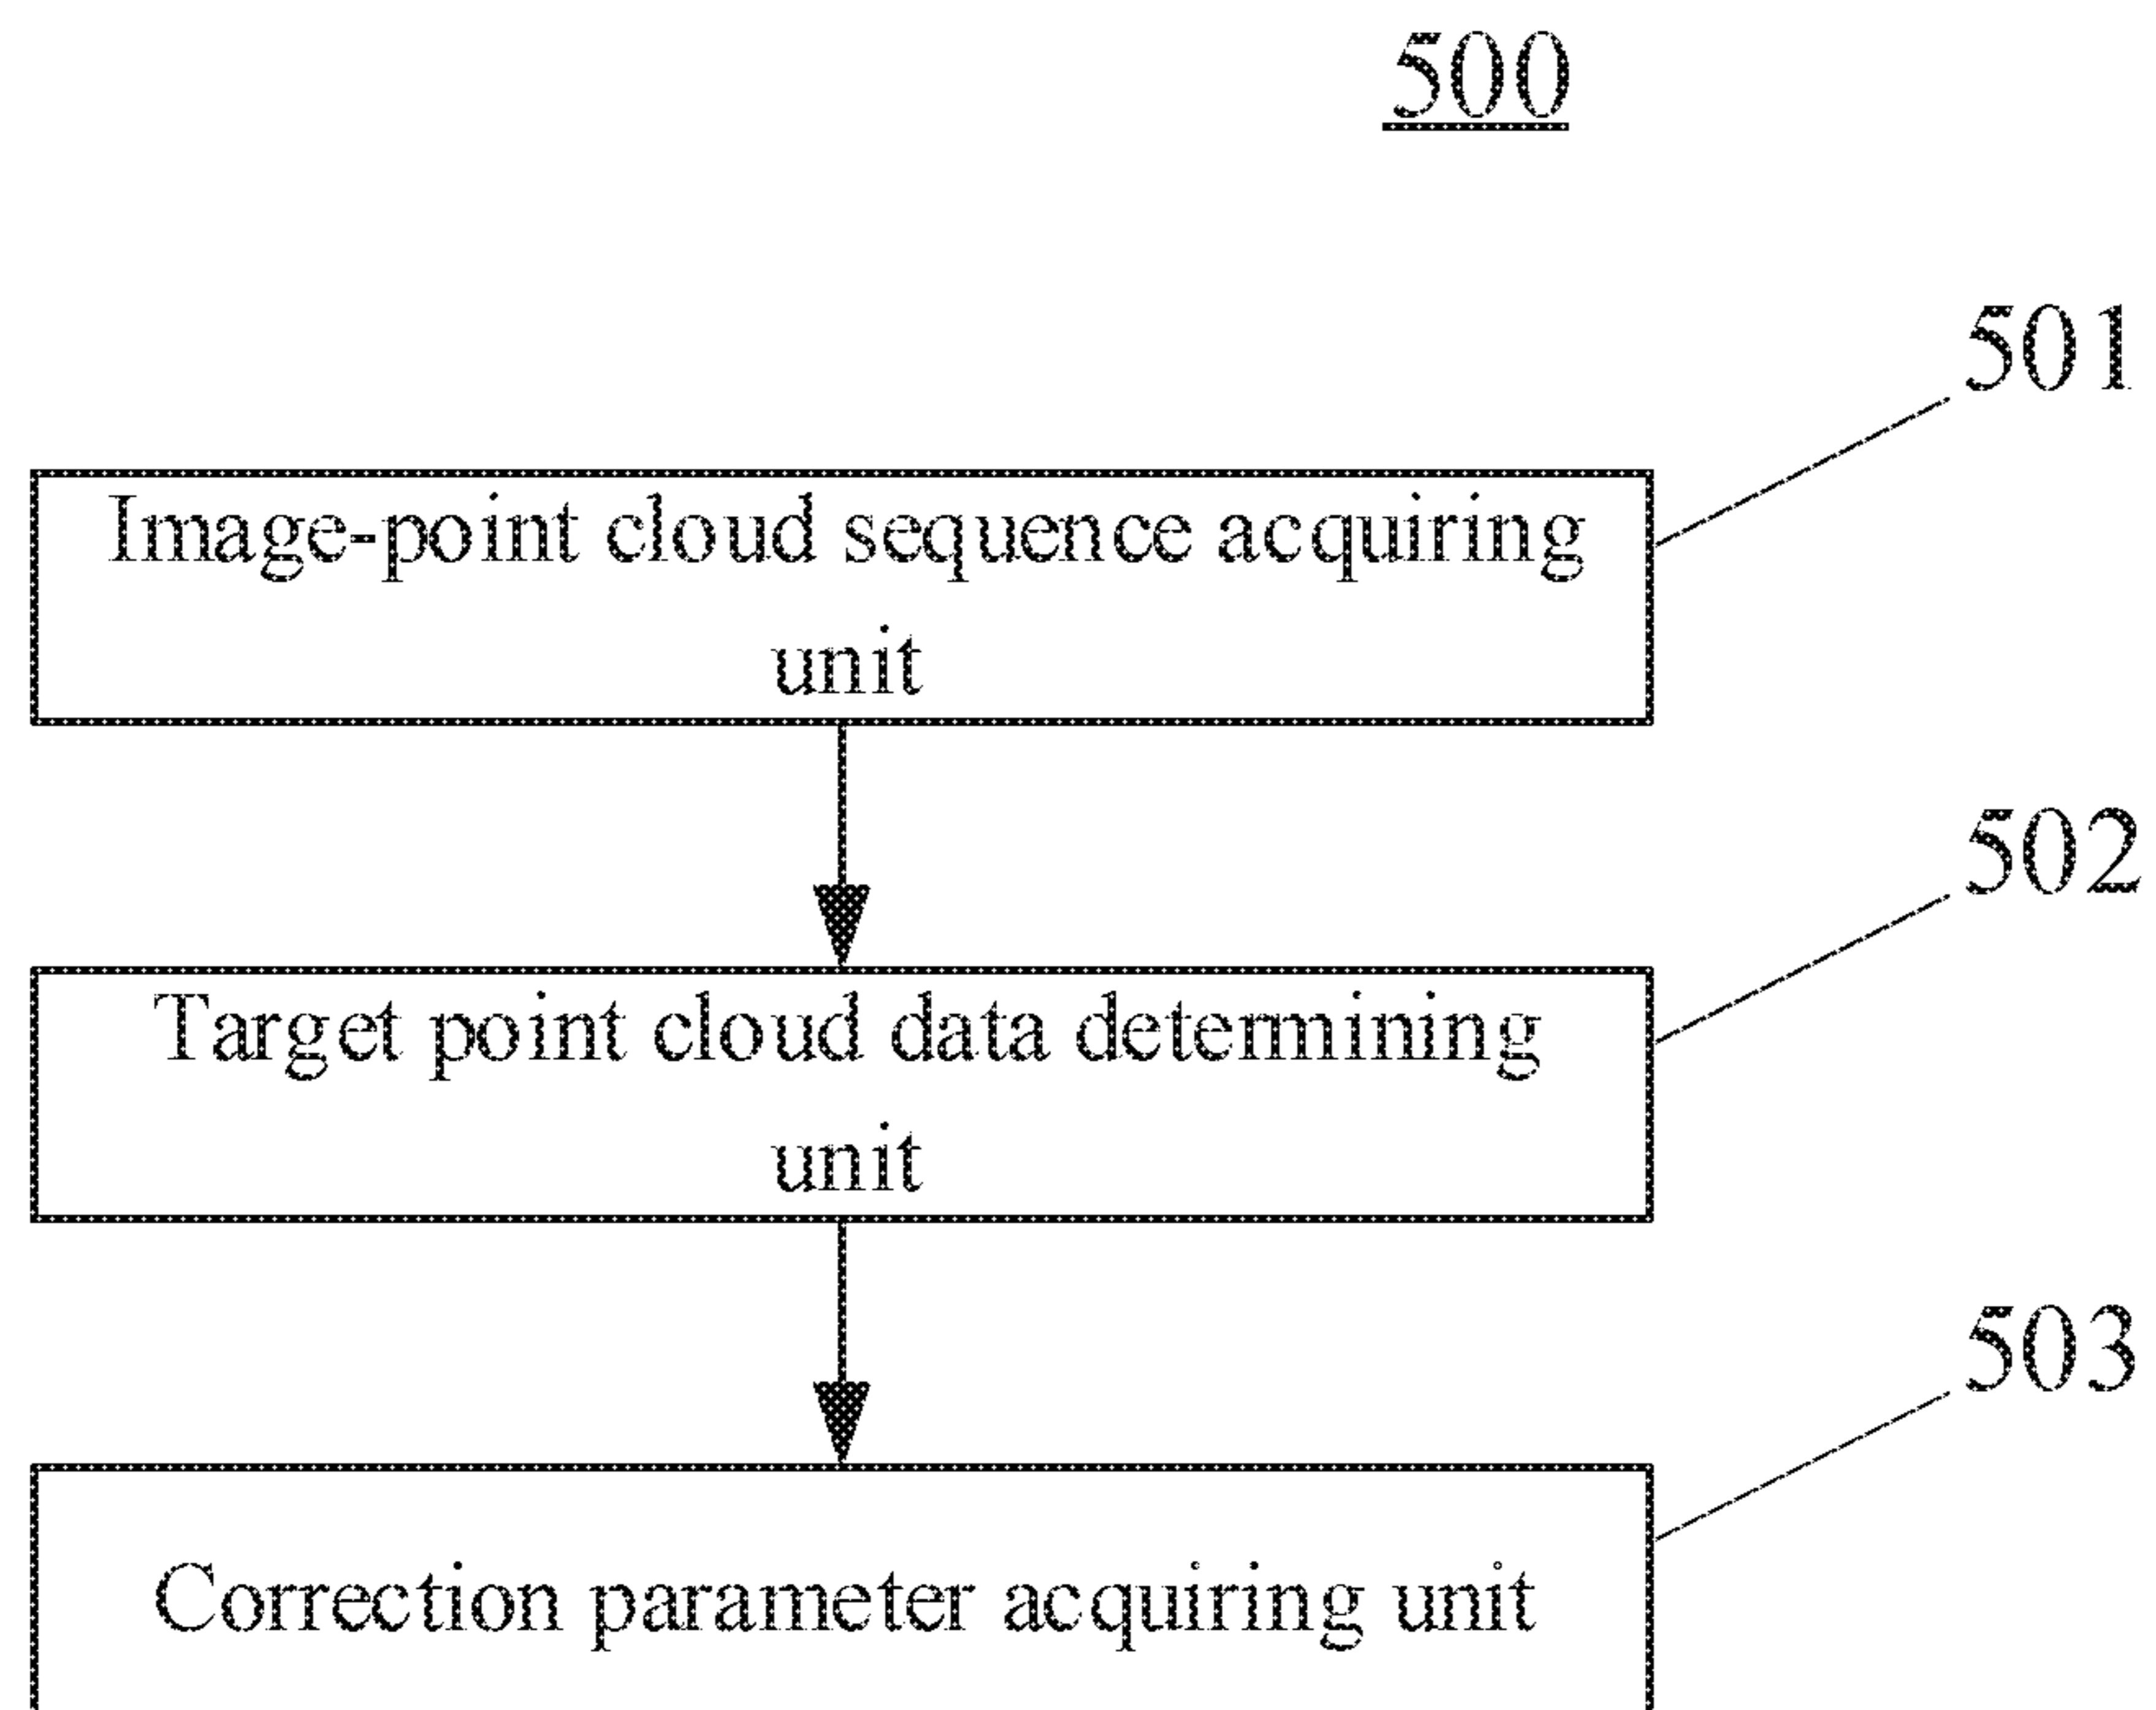 500
501
Image-point cloud sequence acquiring
unit
502
Target point cloud data determining
unit
503
Correction parameter acquiring unit